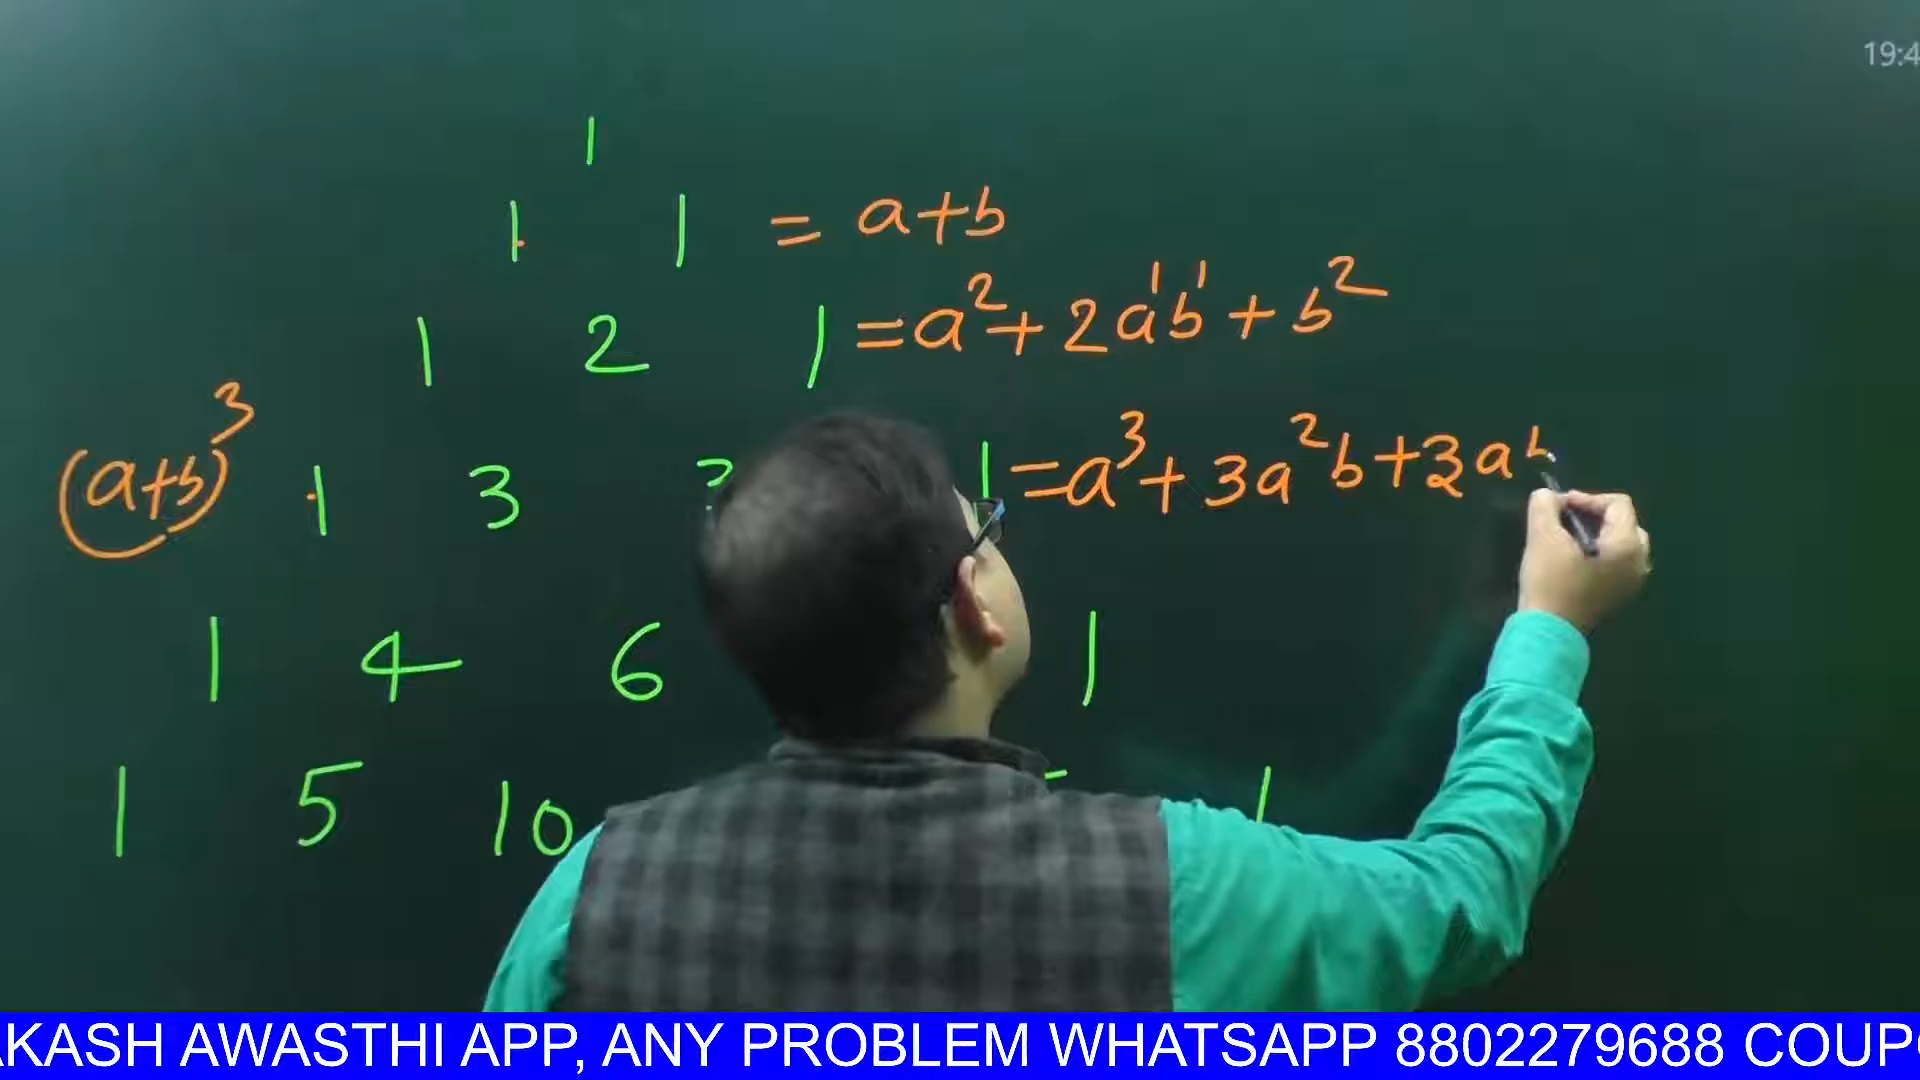 19:4
1
1 1 = a+b
1 2 1 = a² + 2a¹b¹ + b²
(a+b)³ 1 3 1 = a³ + 3a²b + 3a
1 4 6 1
1 5 10 1
AKASH AWASTHI APP, ANY PROBLEM WHATSAPP 8802279688 COUP